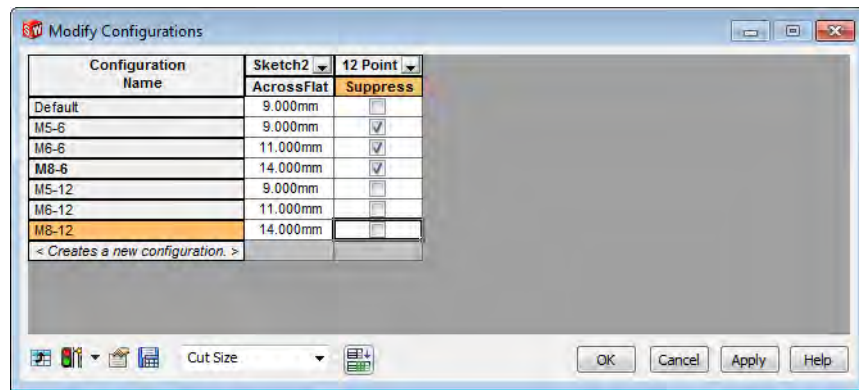 Modify Configurations
Configuration Name Sketch2 12 Point
AcrossFlat Suppress
Default 9.000mm
M5-6 9.000mm
M6-6 11.000mm
M8-6 14.000mm
M5-12 9.000mm
M6-12 11.000mm
M8-12 14.000mm
< Creates a new configuration. >
Cut Size OK Cancel Apply Help